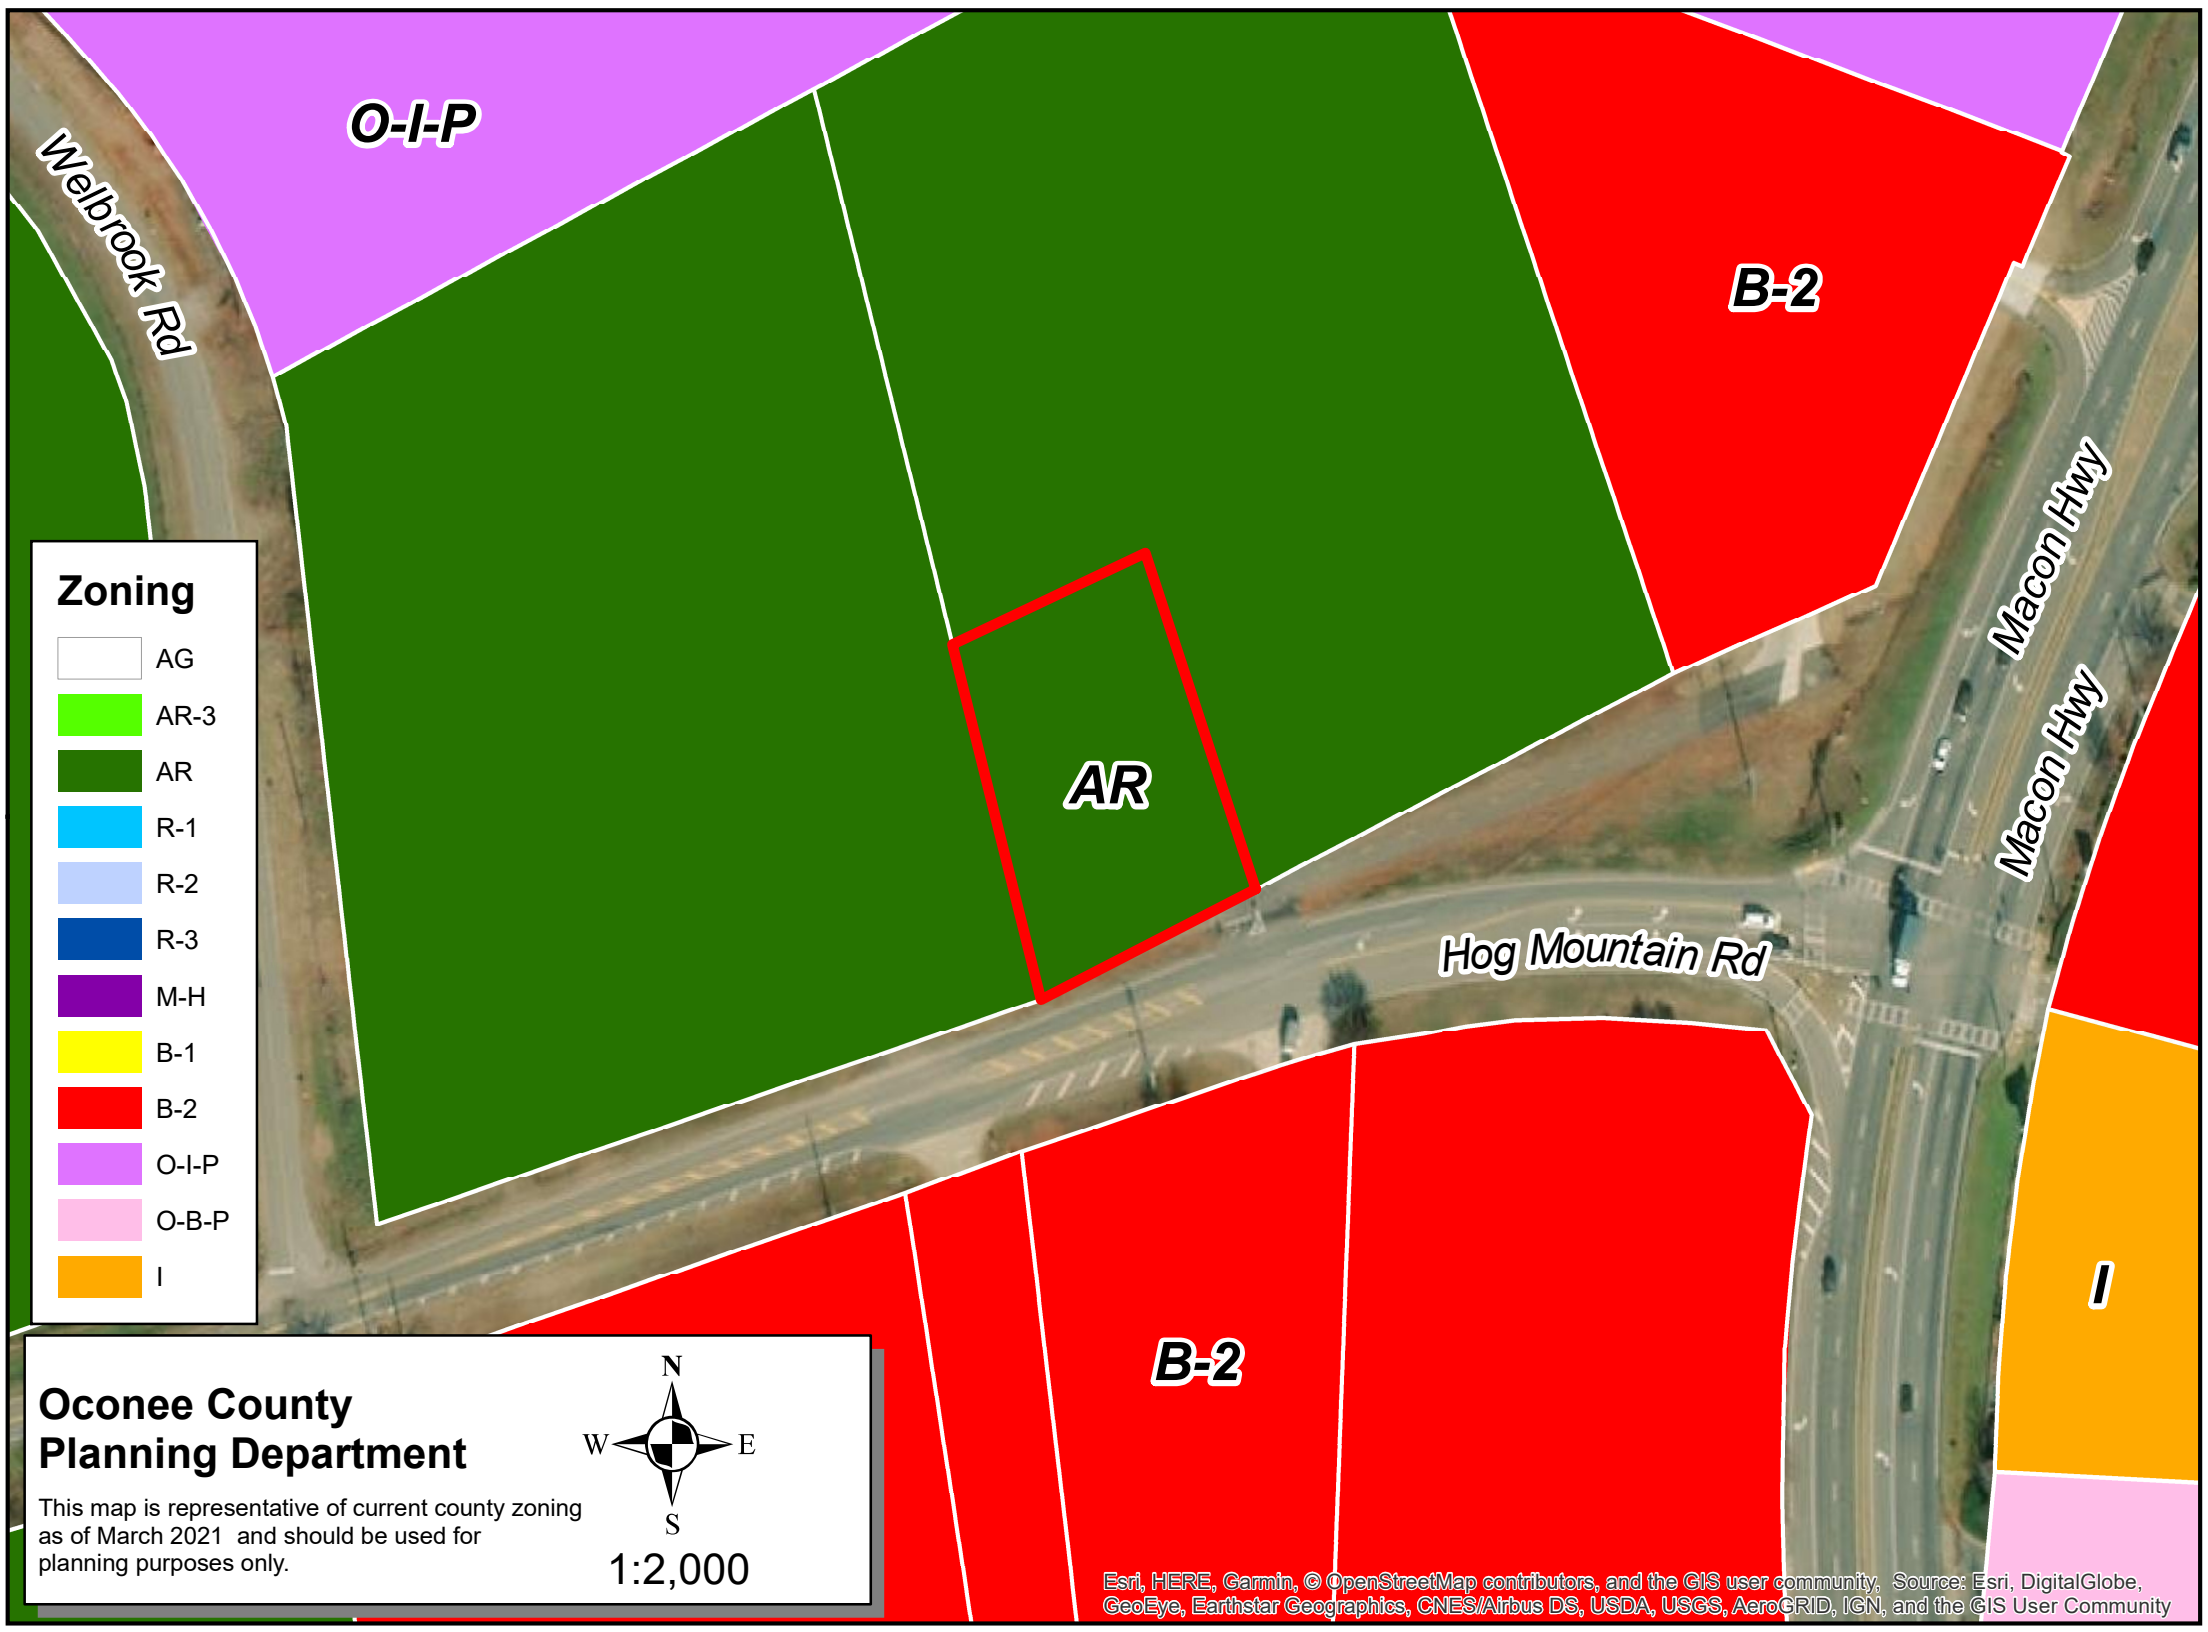 O-I-P
Welbrook Rd
B-2
Macon Hwy
Macon Hwy
AR
Hog Mountain Rd
B-2
I
Zoning
AG
AR-3
AR
R-1
R-2
R-3
M-H
B-1
B-2
O-I-P
O-B-P
I
Oconee County
Planning Department
This map is representative of current county zoning
as of March 2021 and should be used for
planning purposes only.
N
W E
S
1:2,000
Esri, HERE, Garmin, © OpenStreetMap contributors, and the GIS user community, Source: Esri, DigitalGlobe,
GeoEye, Earthstar Geographics, CNES/Airbus DS, USDA, USGS, AeroGRID, IGN, and the GIS User Community